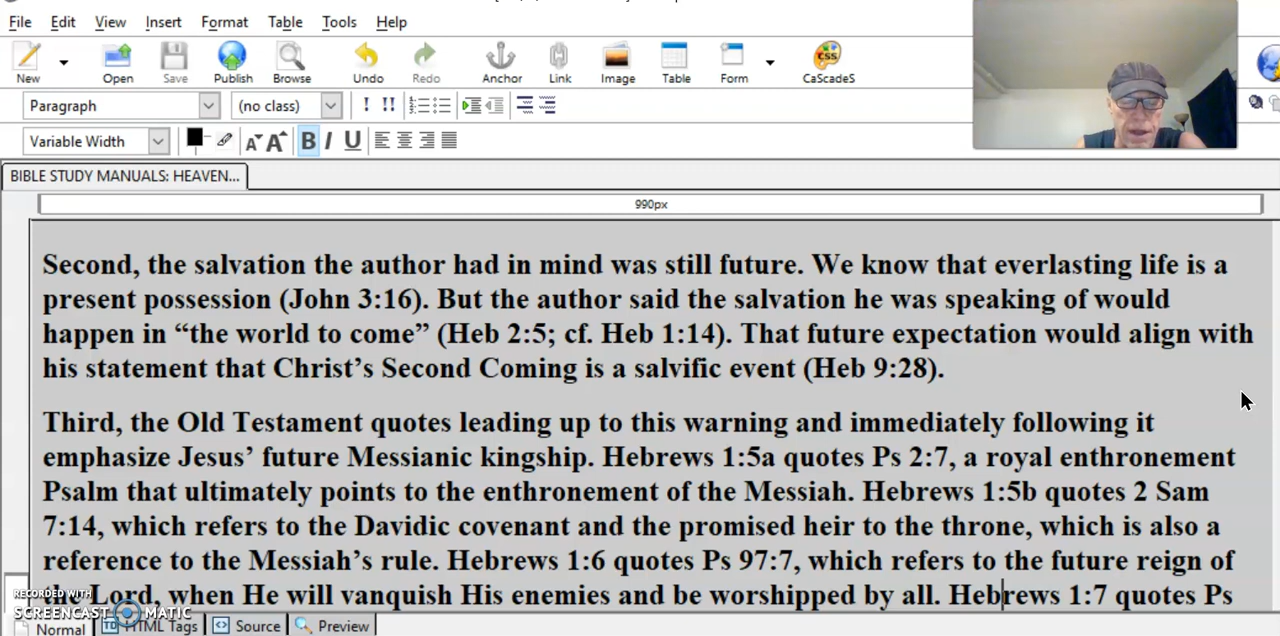 File Edit View Insert Format Table Tools Help
New Open Save Publish Browse Undo Redo Anchor Link Image Table Form CaScadeS
Paragraph (no class) ! !!
Variable Width A A B I U
BIBLE STUDY MANUALS: HEAVEN...
990px
Second, the salvation the author had in mind was still future. We know that everlasting life is a
present possession (John 3:16). But the author said the salvation he was speaking of would
happen in “the world to come” (Heb 2:5; cf. Heb 1:14). That future expectation would align with
his statement that Christ’s Second Coming is a salvific event (Heb 9:28).
Third, the Old Testament quotes leading up to this warning and immediately following it
emphasize Jesus’ future Messianic kingship. Hebrews 1:5a quotes Ps 2:7, a royal enthronement
Psalm that ultimately points to the enthronement of the Messiah. Hebrews 1:5b quotes 2 Sam
7:14, which refers to the Davidic covenant and the promised heir to the throne, which is also a
reference to the Messiah’s rule. Hebrews 1:6 quotes Ps 97:7, which refers to the future reign of
the Lord, when He will vanquish His enemies and be worshipped by all. Hebrews 1:7 quotes Ps
RECORDED WITH
SCREENCAST MATIC
Normal TD HTML Tags Source Preview